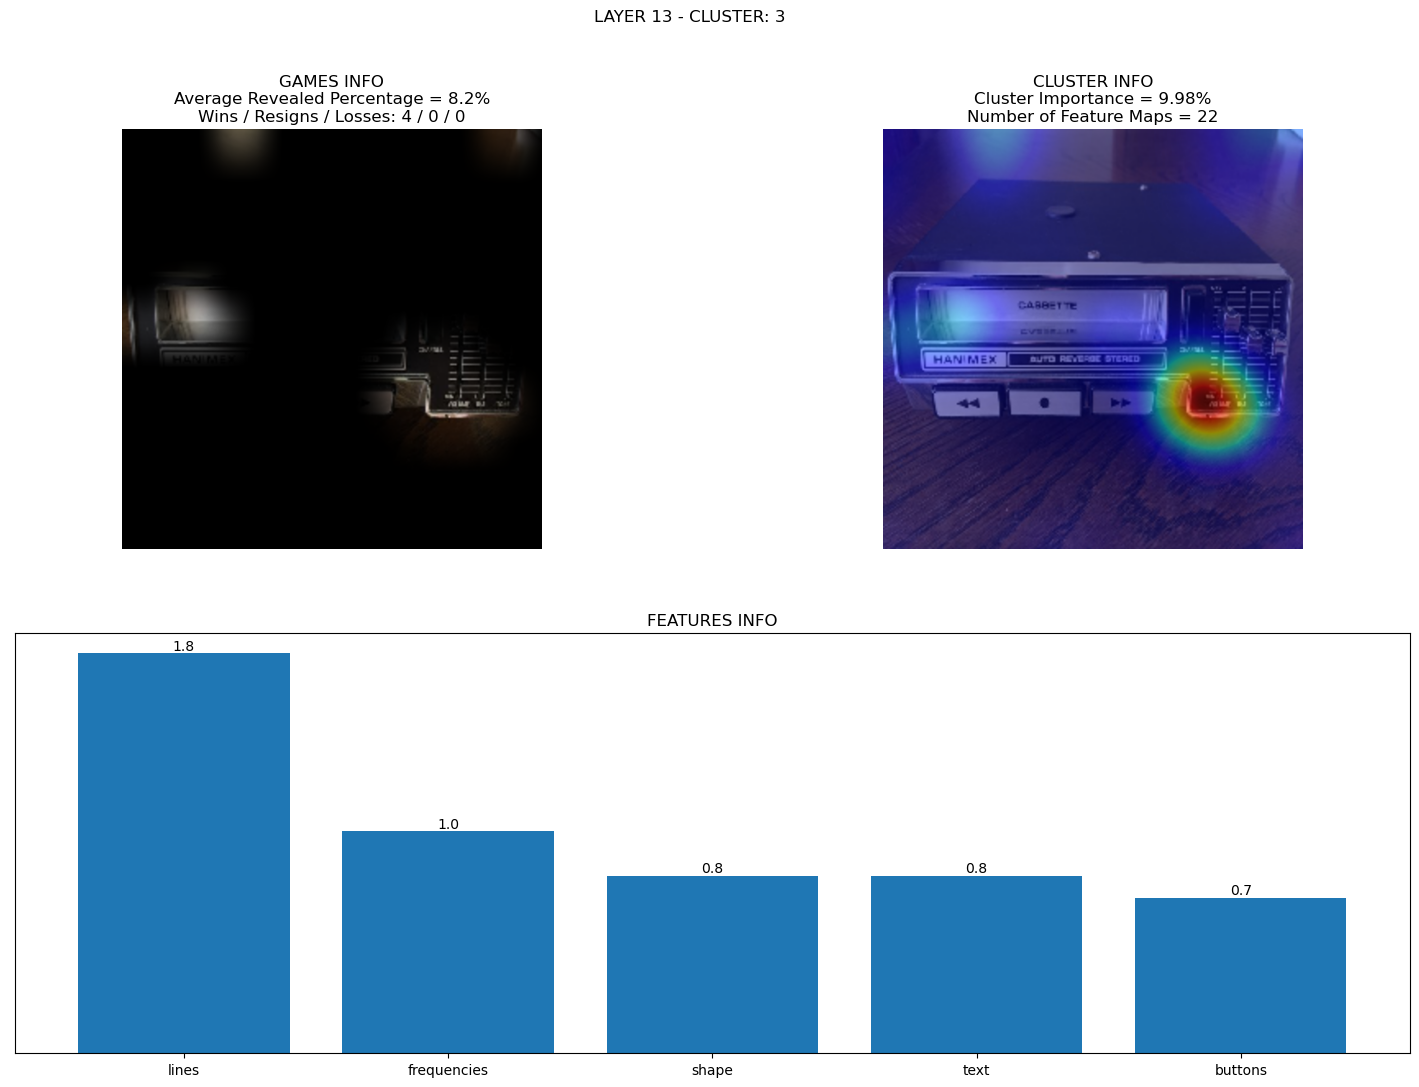 LAYER 13 - CLUSTER: 3
GAMES INFO
Average Revealed Percentage = 8.2%
Wins / Resigns / Losses: 4 / 0 / 0
HANIMEX
CLUSTER INFO
Cluster Importance = 9.98%
Number of Feature Maps = 22
CASSETTE
HANIMEX
AUTO REVERSE STEREO
FEATURES INFO
1.8
1.0
0.8
0.8
0.7
lines
frequencies
shape
text
buttons